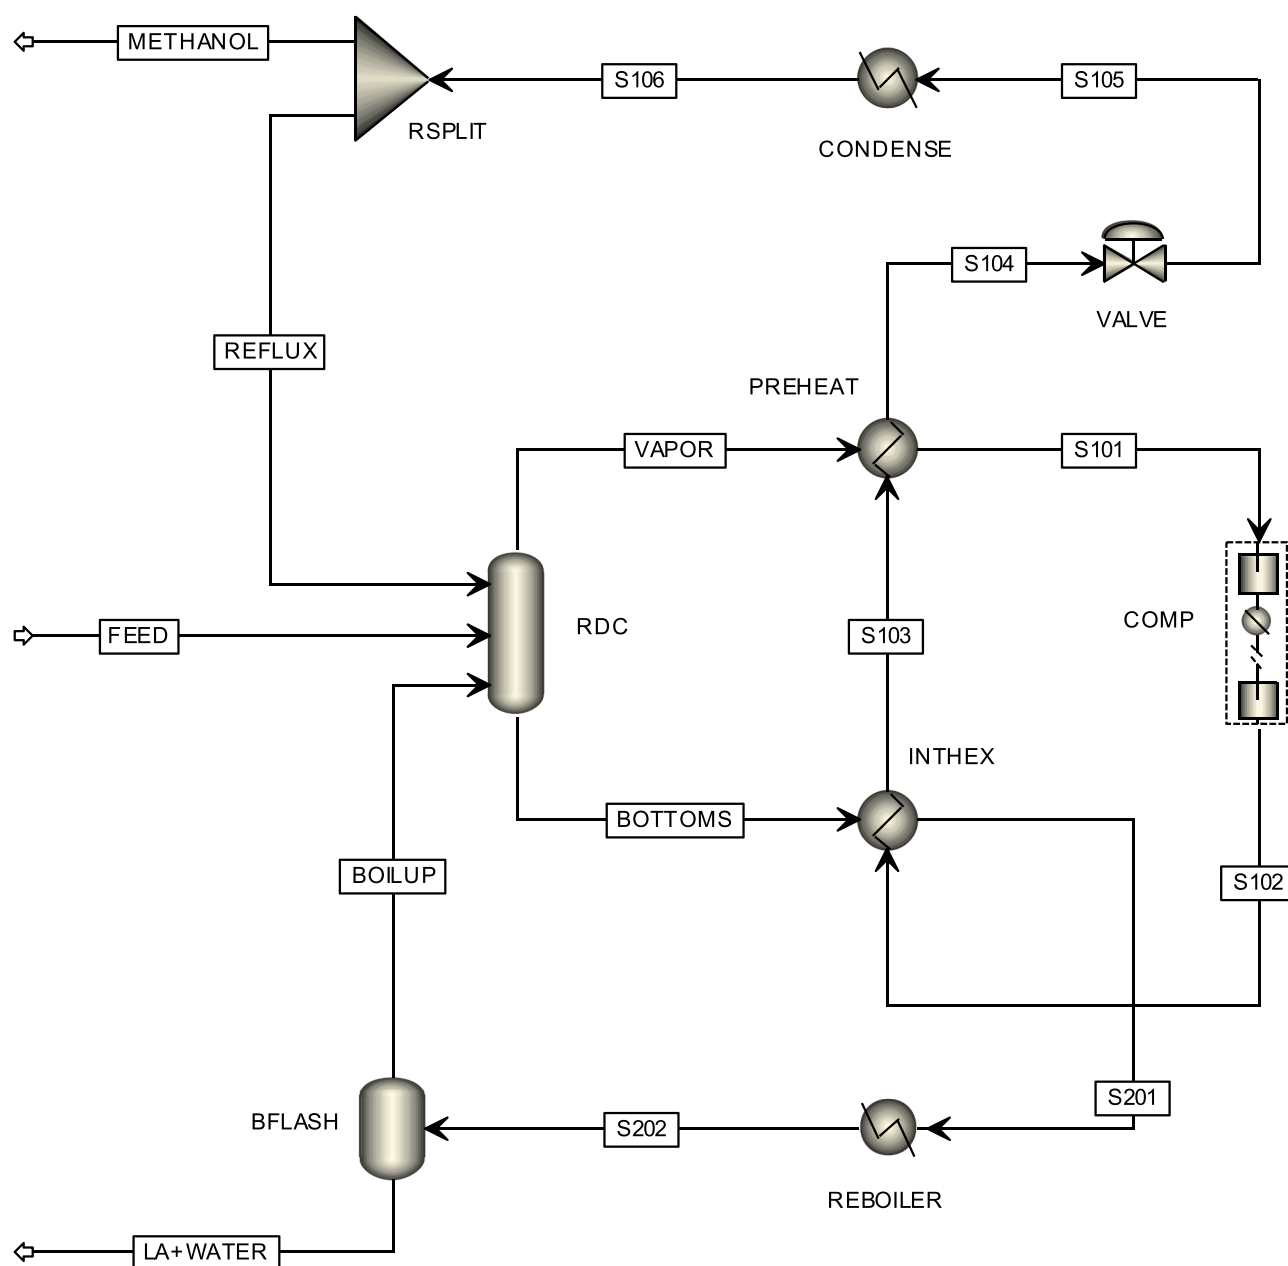 METHANOL
S106
S105
RSPLIT
CONDENSE
S104
VALVE
REFLUX
PREHEAT
VAPOR
S101
COMP
FEED
RDC
S103
INTHEX
BOTTOMS
BOILUP
S102
S201
BFLASH
S202
REBOILER
LA+WATER